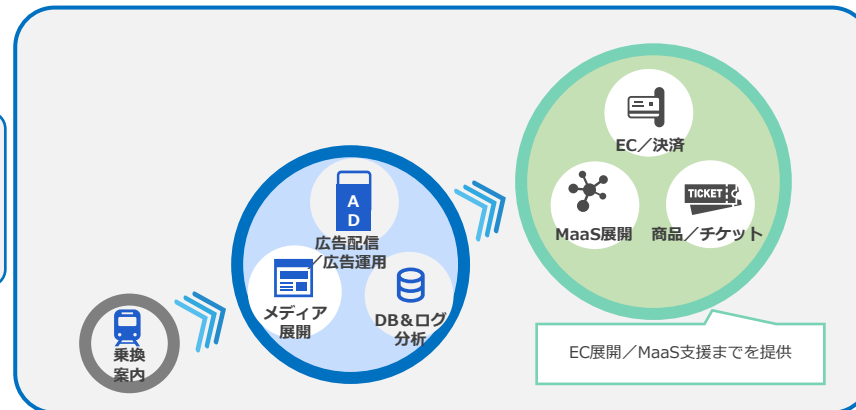 EC／決済
TICKET
MaaS展開
商品／チケット
A
D
広告配信
／広告運用
メディア
展開
DB＆ログ
分析
乗換
案内
EC展開／MaaS支援までを提供